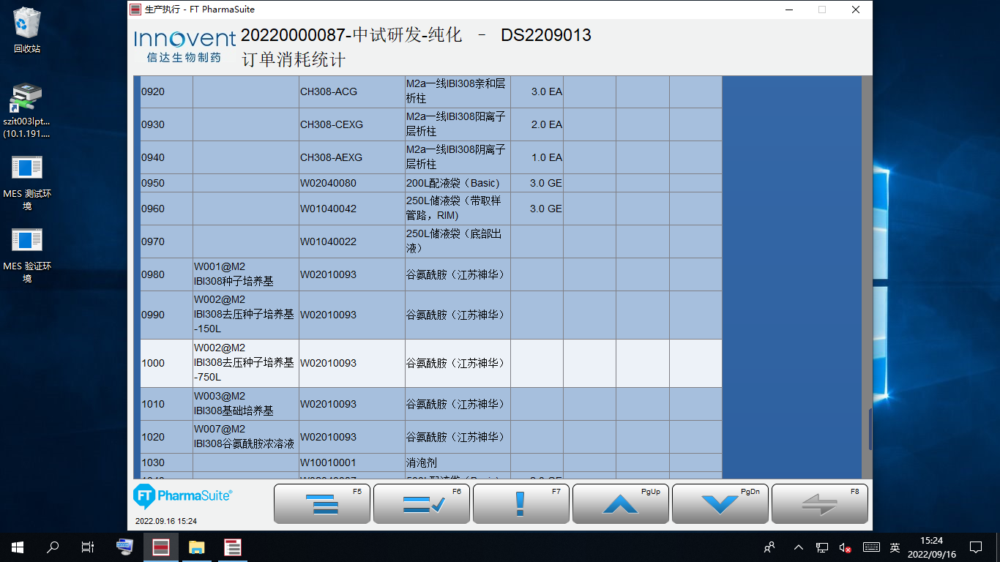 生产执行 - FT PharmaSuite
回收站
szit003lpt...
(10.1.191....
MES 测试环
境
MES 验证环
境
Innovent
信达生物制药
20220000087-中试研发-纯化 - DS2209013
订单消耗统计
0920 CH308-ACG M2a一线IBI308亲和层
析柱 3.0 EA
0930 CH308-CEXG M2a一线IBI308阳离子
层析柱 2.0 EA
0940 CH308-AEXG M2a一线IBI308阴离子
层析柱 1.0 EA
0950 W02040080 200L配液袋（Basic) 3.0 GE
0960 W01040042 250L储液袋（带取样
管路，RIM) 3.0 GE
0970 W01040022 250L储液袋（底部出
液）
0980 W001@M2
IBI308种子培养基 W02010093 谷氨酰胺（江苏神华）
0990 W002@M2
IBI308去压种子培养基
-150L W02010093 谷氨酰胺（江苏神华）
1000 W002@M2
IBI308去压种子培养基
-750L W02010093 谷氨酰胺（江苏神华）
1010 W003@M2
IBI308基础培养基 W02010093 谷氨酰胺（江苏神华）
1020 W007@M2
IBI308谷氨酰胺浓溶液 W02010093 谷氨酰胺（江苏神华）
1030 W10010001 消泡剂
FT PharmaSuite®
2022.09.16 15:24
F5
F6
F7
PgUp
PgDn
F8
英
15:24
2022/09/16